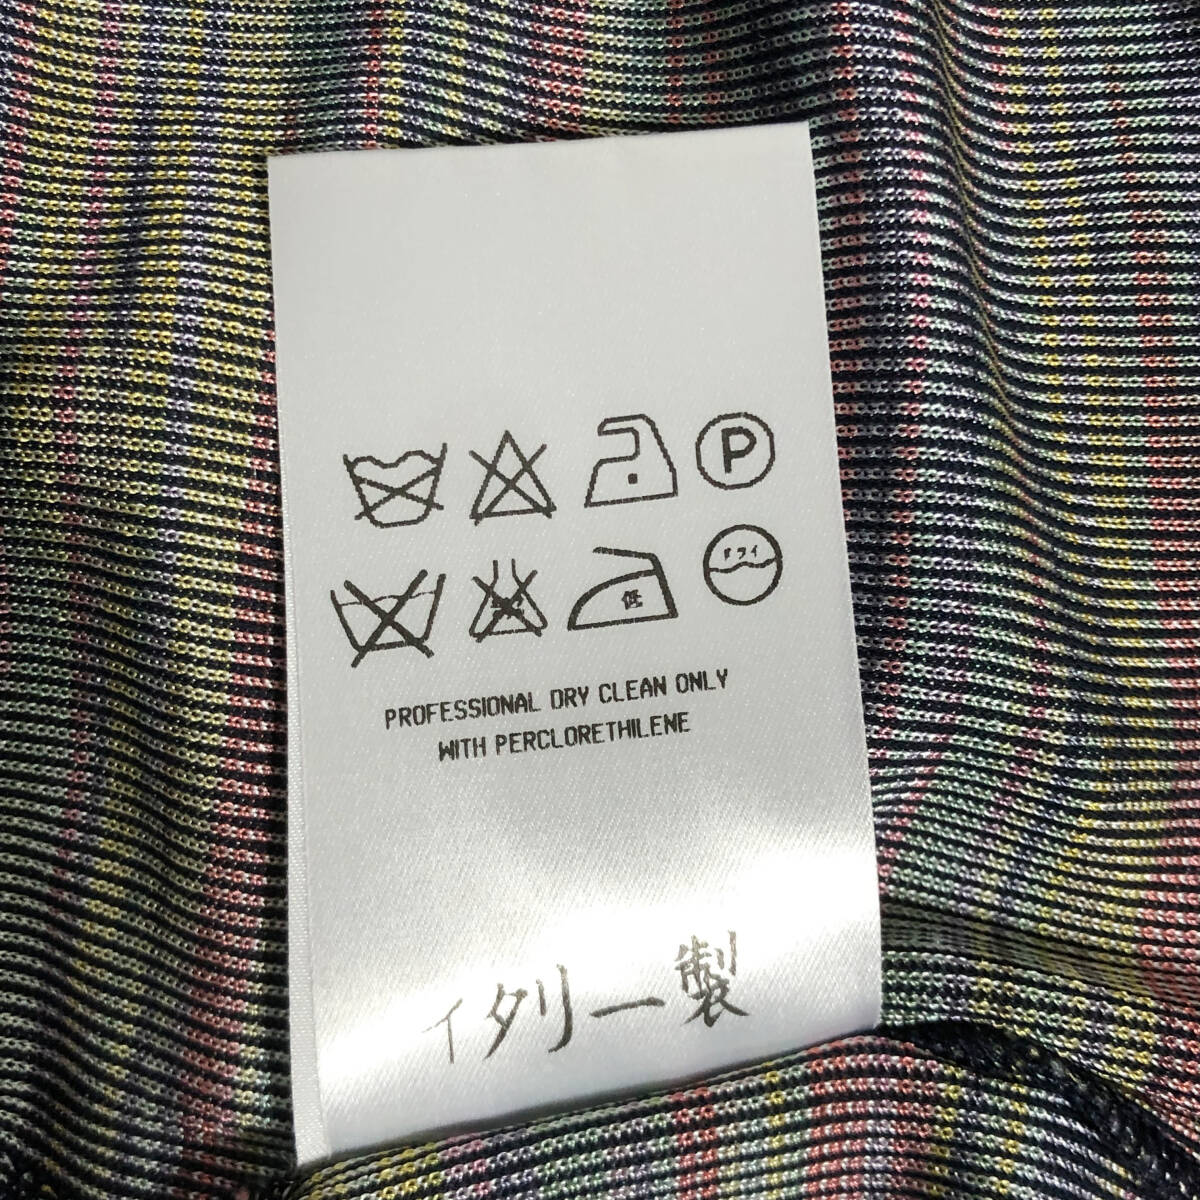 P
ドライ
低
PROFESSIONAL DRY CLEAN ONLY
WITH PERCLORETHILENE
イタリー製